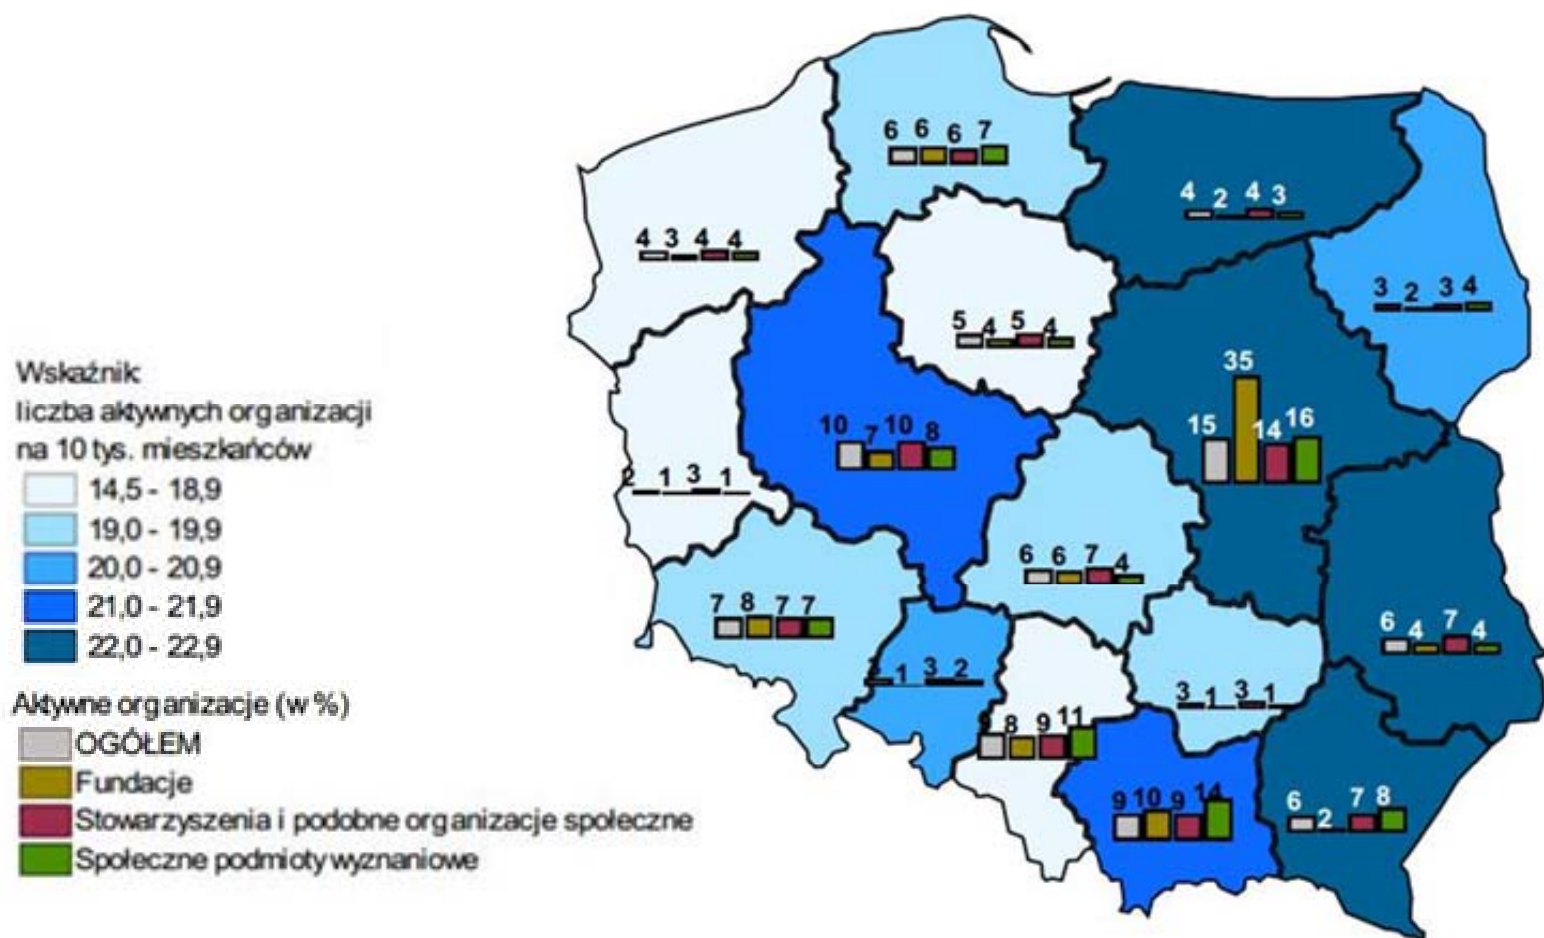 6 6 6 7
4 2 4 3
4 3 4 4
3 2 3 4
5 4 5 4
Wskaźnik:
liczba aktywnych organizacji
na 10 tys. mieszkańców
14,5 - 18,9
19,0 - 19,9
20,0 - 20,9
21,0 - 21,9
22,0 - 22,9
35
15 14 16
10 7 10 8
2 1 3 1
6 6 7 4
7 8 7 7
6 4 7 4
1 3 2
3 1 3 1
9 8 9 11
9 10 9 14
6 2 7 8
Aktywne organizacje (w %)
OGÓŁEM
Fundacje
Stowarzyszenia i podobne organizacje społeczne
Społeczne podmioty wyznaniowe